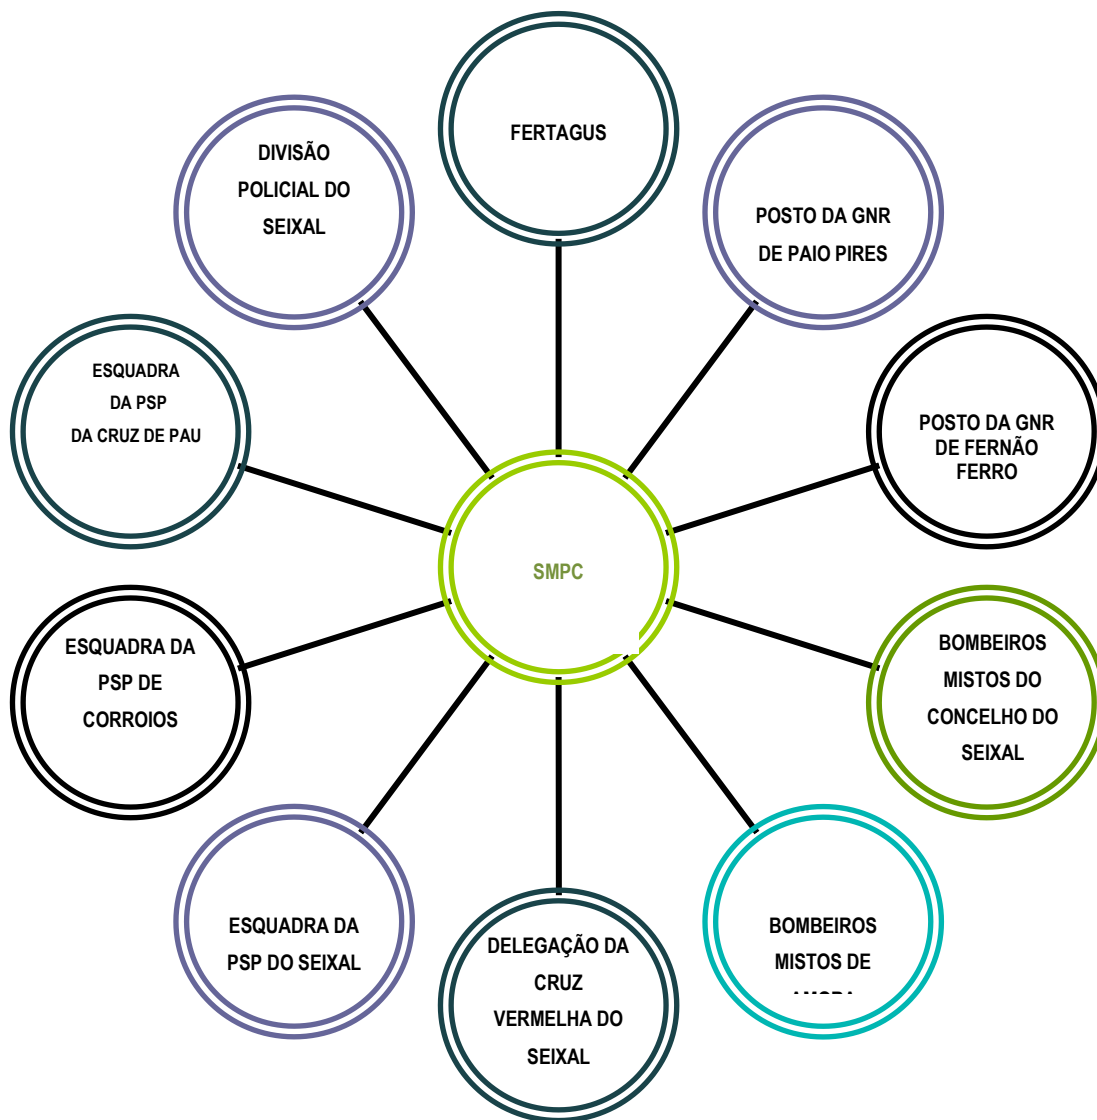 FERTAGUS
DIVISÃO
POLICIAL DO
SEIXAL
POSTO DA GNR
DE PAIO PIRES
ESQUADRA
DA PSP
DA CRUZ DE PAU
POSTO DA GNR
DE FERNÃO
FERRO
SMPC
ESQUADRA DA
PSP DE
CORROIOS
BOMBEIROS
MISTOS DO
CONCELHO DO
SEIXAL
ESQUADRA DA
PSP DO SEIXAL
DELEGAÇÃO DA
CRUZ
VERMELHA DO
SEIXAL
BOMBEIROS
MISTOS DE